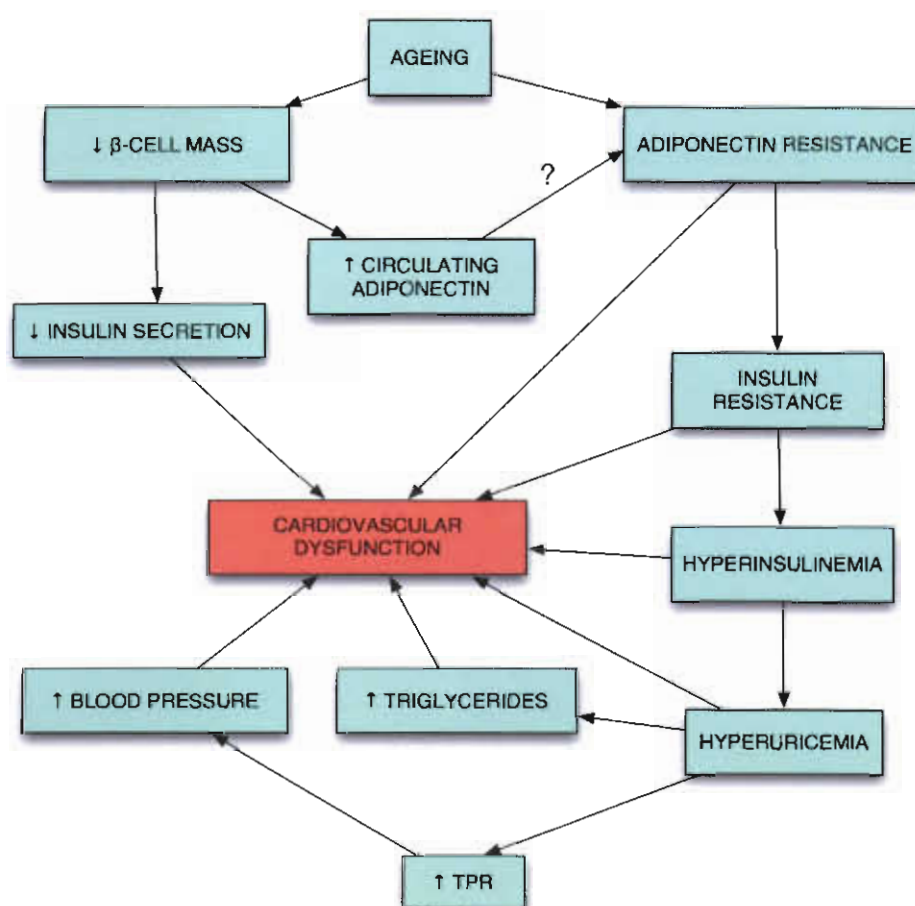 AGEING
↓ β-CELL MASS
ADIPONECTIN RESISTANCE
?
↑ CIRCULATING
ADIPONECTIN
↓ INSULIN SECRETION
INSULIN
RESISTANCE
CARDIOVASCULAR
DYSFUNCTION
HYPERINSULINEMIA
↑ BLOOD PRESSURE
↑ TRIGLYCERIDES
HYPERURICEMIA
↑ TPR